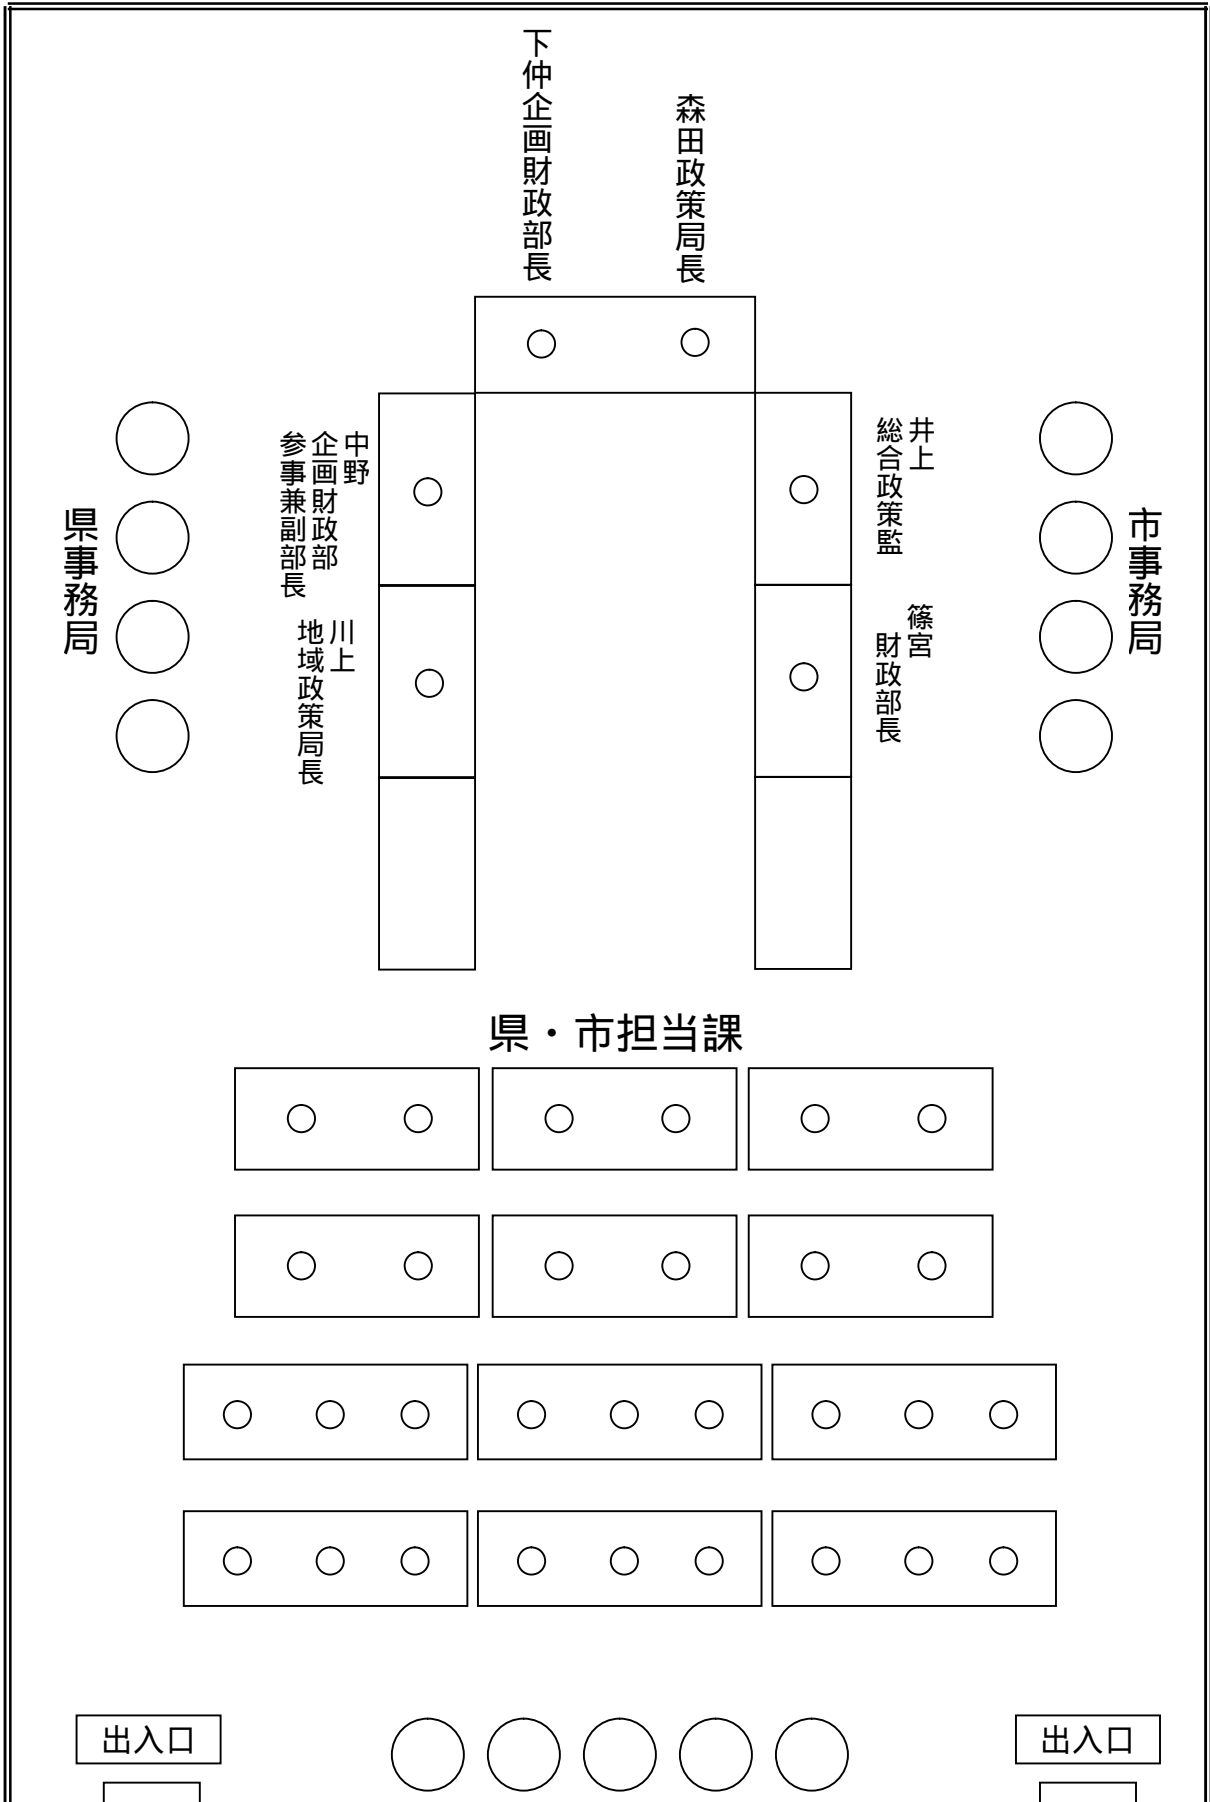 下仲企画財政部長
森田政策局長
中野
企画財政部
参事兼副部長
井上
総合政策監
県事務局
市事務局
川上
地域政策局長
篠宮
財政部長
県・市担当課
出入口
出入口